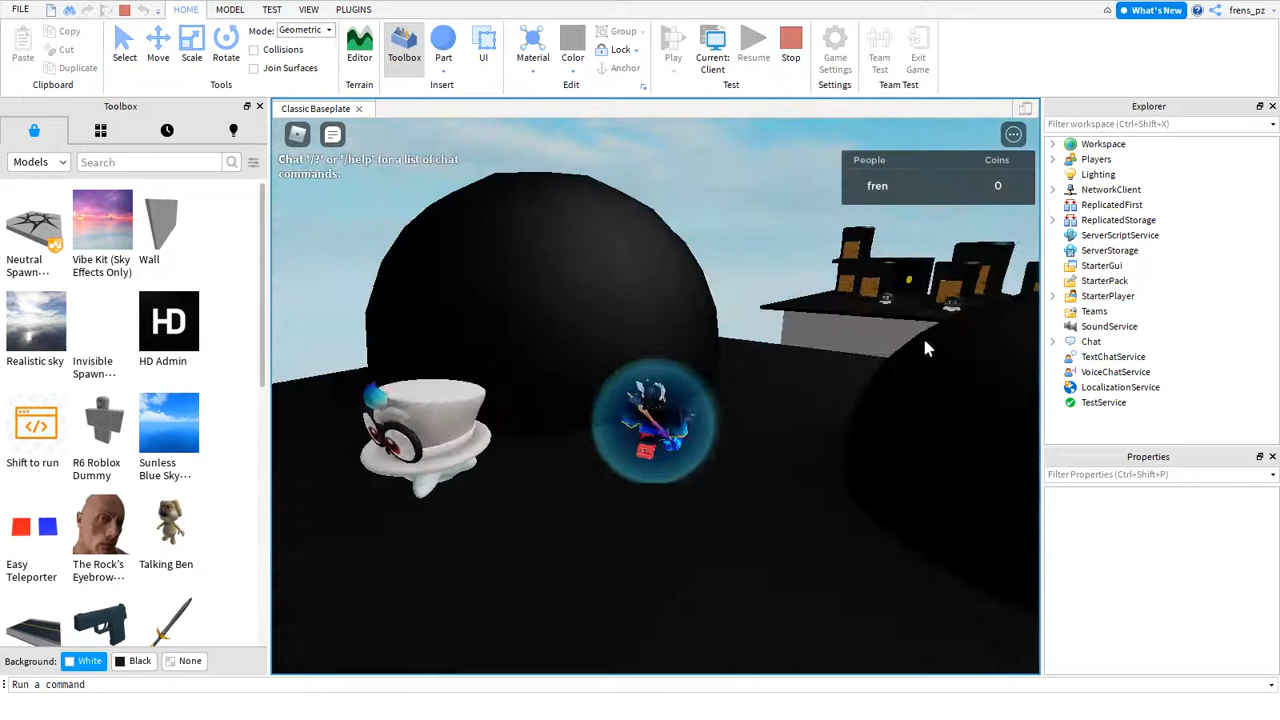 FILE HOME MODEL TEST VIEW PLUGINS What's New frens_pz
Paste Copy Cut Duplicate Clipboard
Select Move Scale Rotate Mode: Geometric Collisions Join Surfaces Tools
Editor Terrain
Toolbox Part UI Insert
Material Color Group Lock Anchor Edit
Play Current: Client Resume Stop Test
Game Settings Settings
Team Test Exit Game Team Test
Toolbox
Models Search
Neutral Spawn...
Vibe Kit (Sky Effects Only)
Wall
Realistic sky
Invisible Spawn...
HD
HD Admin
Shift to run
R6 Roblox Dummy
Sunless Blue Sky...
Easy Teleporter
The Rock's Eyebrow...
Talking Ben
Background: White Black None
Run a command
Classic Baseplate
Chat '/?' or '/help' for a list of chat
commands.
People Coins
fren 0
Explorer
Filter workspace (Ctrl+Shift+X)
Workspace
Players
Lighting
NetworkClient
ReplicatedFirst
ReplicatedStorage
ServerScriptService
ServerStorage
StarterGui
StarterPack
StarterPlayer
Teams
SoundService
Chat
TextChatService
VoiceChatService
LocalizationService
TestService
Properties
Filter Properties (Ctrl+Shift+P)